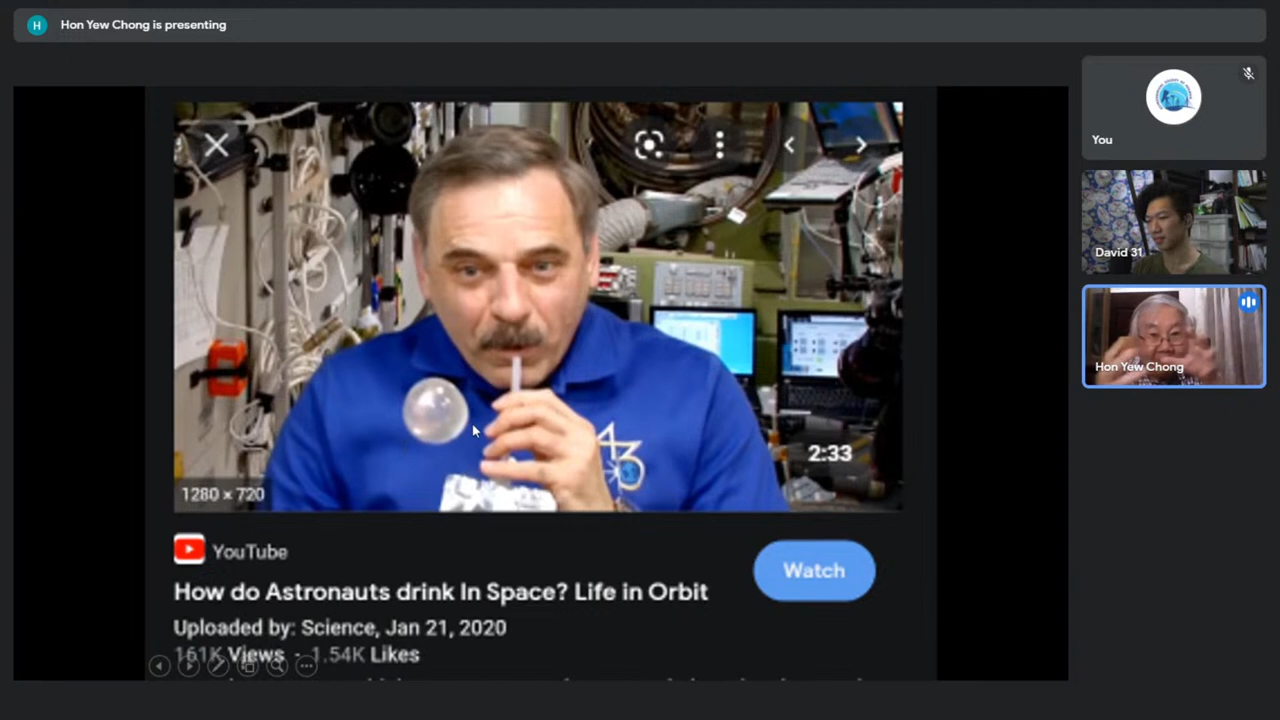 H
Hon Yew Chong is presenting
You
David 31
Hon Yew Chong
43
2:33
1280 × 720
YouTube
Watch
How do Astronauts drink In Space? Life in Orbit
Uploaded by: Science, Jan 21, 2020
161K Views - 1.54K Likes